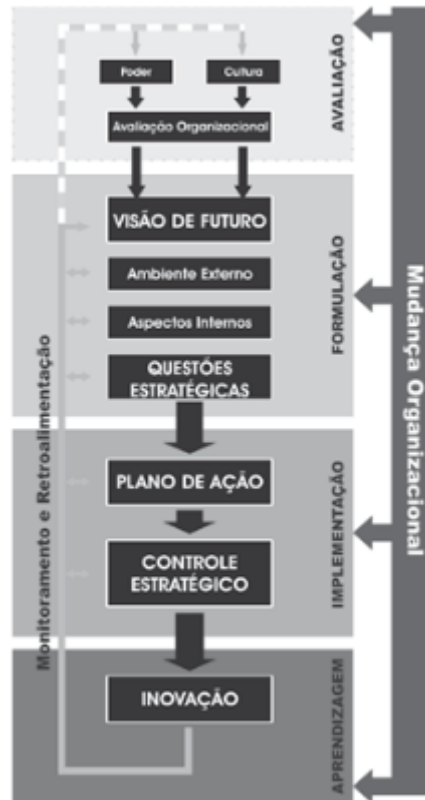 Poder
Cultura
Avaliação Organizacional
VISÃO DE FUTURO
Ambiente Externo
Aspectos Internos
QUESTÕES
ESTRATÉGICAS
PLANO DE AÇÃO
CONTROLE
ESTRATÉGICO
INOVAÇÃO
Monitoramento e Retroalimentação
AVALIAÇÃO
FORMULAÇÃO
IMPLEMENTAÇÃO
APRENDIZAGEM
Mudança Organizacional